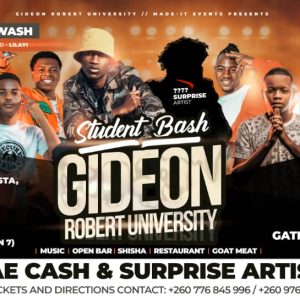 GIDEON ROBERT UNIVERSITY // MADE-IT EVENTS PRESENTS
WASH
LILAYI
????
SURPRISE
ARTIST
Student Bash
GIDEON
ROBERT UNIVERSITY
STA,
N 7)
GATE
| MUSIC | OPEN BAR | SHISHA | RESTAURANT | GOAT MEAT |
AE CASH & SURPRISE ARTIS
CKETS AND DIRECTIONS CONTACT: +260 776 845 996 / +260 976